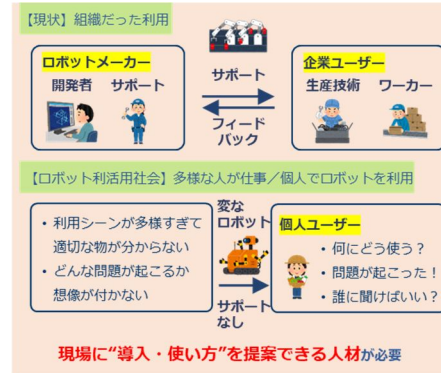 【現状】組織だった利用
ロボットメーカー
開発者 サポート
サポート
フィード
バック
企業ユーザー
生産技術 ワーカー
【ロボット利活用社会】多様な人が仕事／個人でロボットを利用
・利用シーンが多様すぎて
適切な物が分からない
・どんな問題が起こるか
想像が付かない
変な
ロボット
サポート
なし
個人ユーザー
・何にどう使う？
・問題が起こった！
・誰に聞けばいい？
現場に“導入・使い方”を提案できる人材が必要